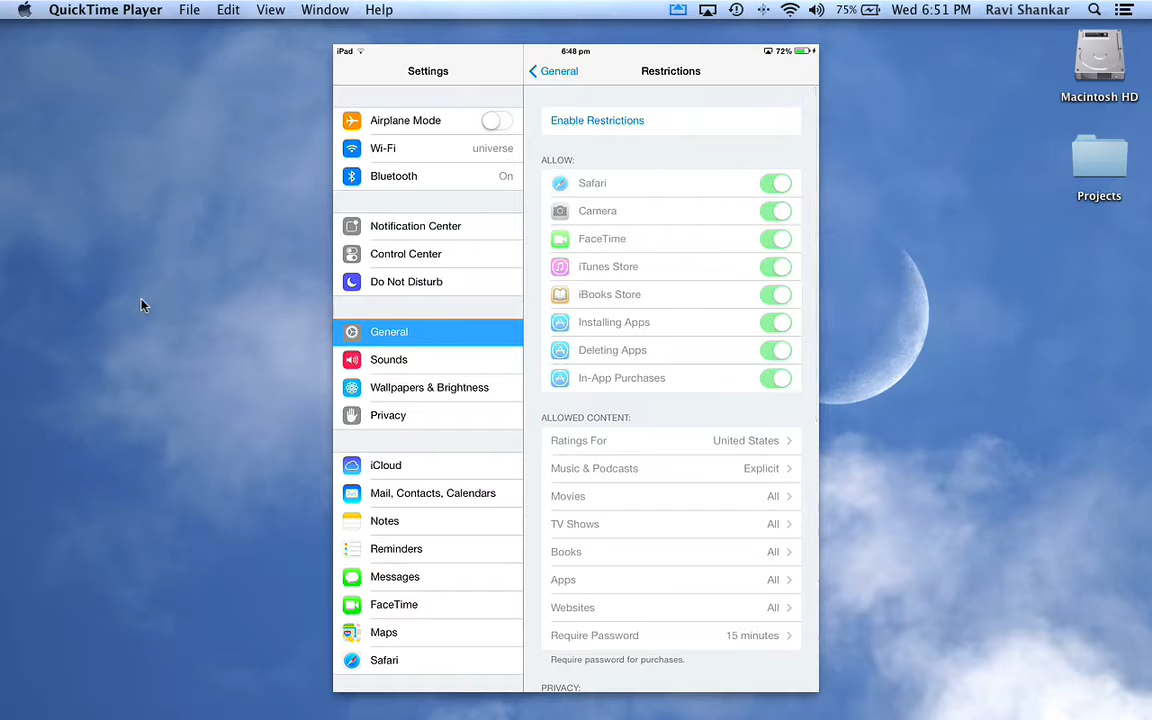 QuickTime Player File Edit View Window Help 75% Wed 6:51 PM Ravi Shankar
Macintosh HD
Projects
iPad 6:48 pm 72%
Settings
Airplane Mode
Wi-Fi universe
Bluetooth On
Notification Center
Control Center
Do Not Disturb
General
Sounds
Wallpapers & Brightness
Privacy
iCloud
Mail, Contacts, Calendars
Notes
Reminders
Messages
FaceTime
Maps
Safari
General Restrictions
Enable Restrictions
ALLOW:
Safari
Camera
FaceTime
iTunes Store
iBooks Store
Installing Apps
Deleting Apps
In-App Purchases
ALLOWED CONTENT:
Ratings For United States
Music & Podcasts Explicit
Movies All
TV Shows All
Books All
Apps All
Websites All
Require Password 15 minutes
Require password for purchases.
PRIVACY: